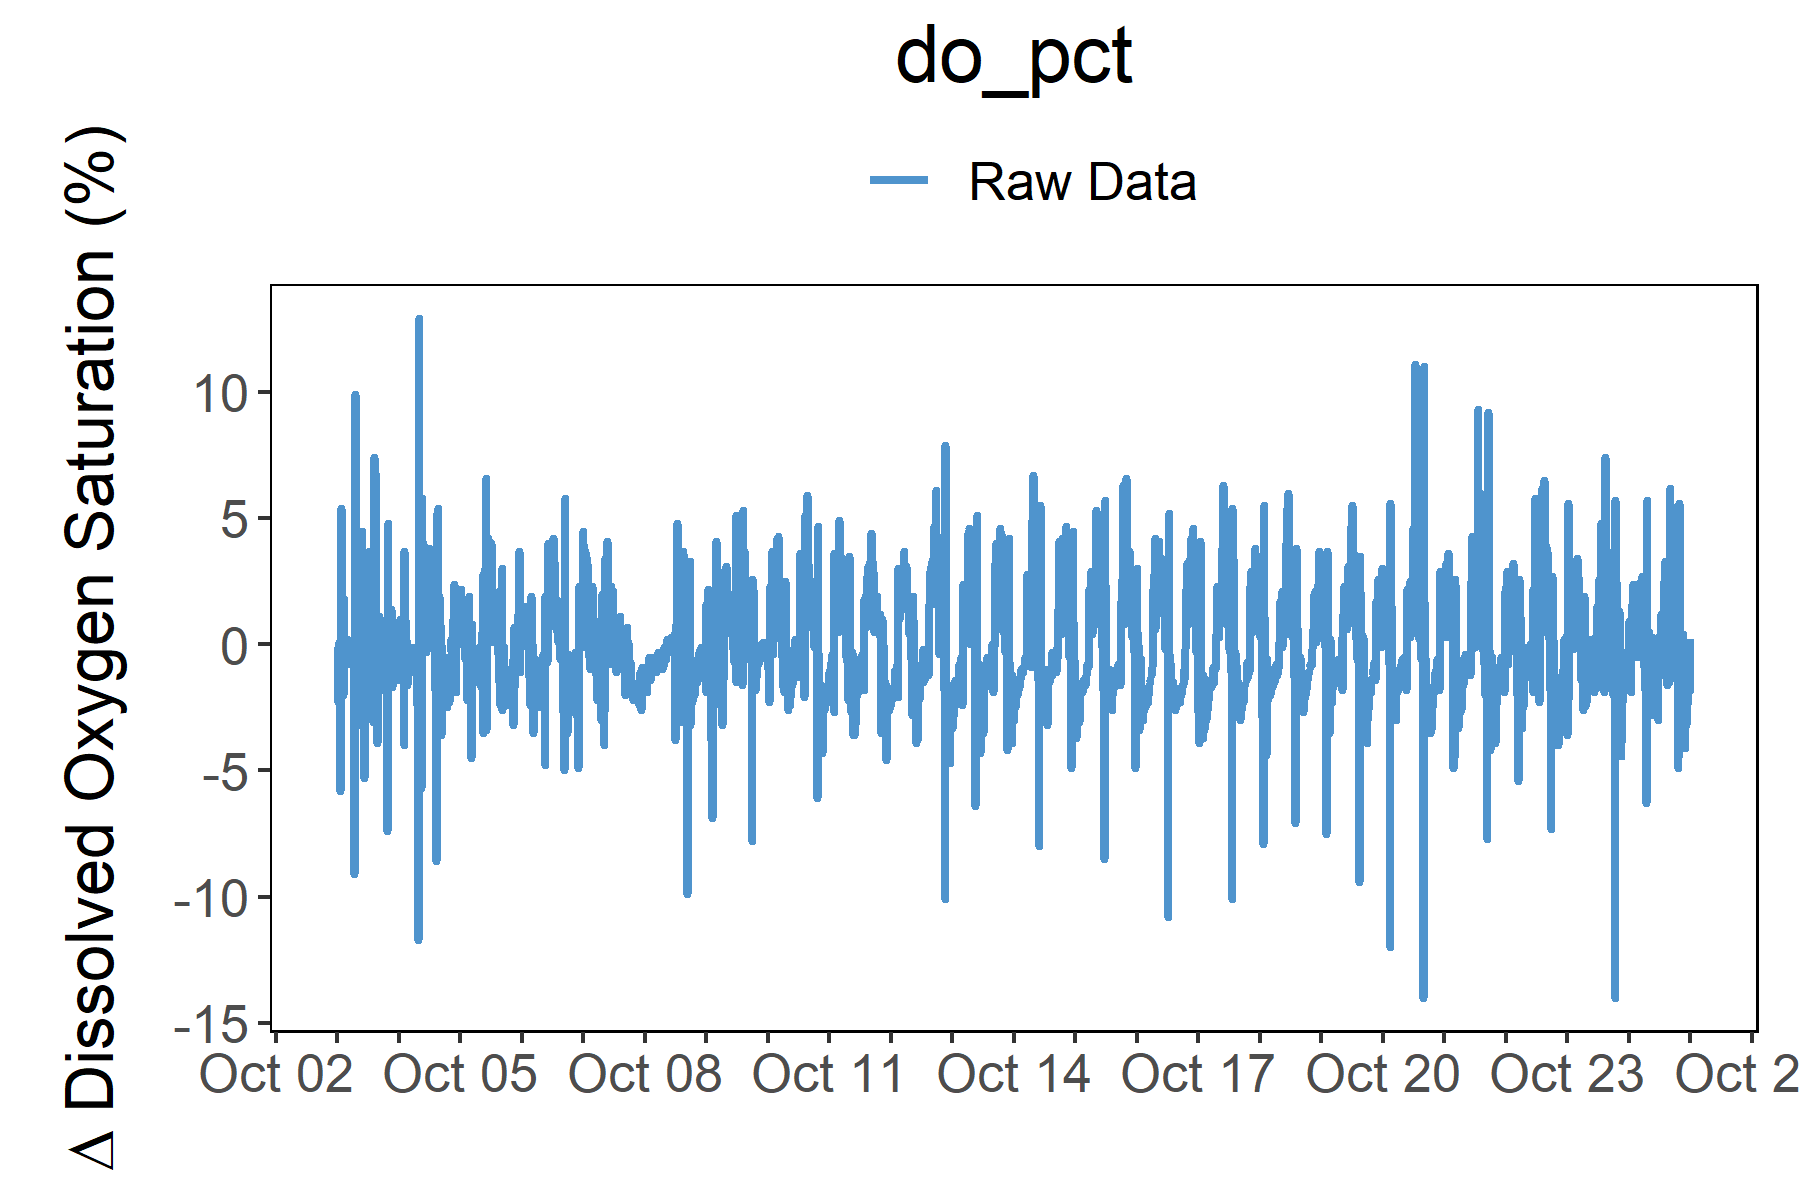 do_pct
Raw Data
Δ Dissolved Oxygen Saturation (%)
10
5
0
-5
-10
-15
Oct 02 Oct 05 Oct 08 Oct 11 Oct 14 Oct 17 Oct 20 Oct 23 Oct 2